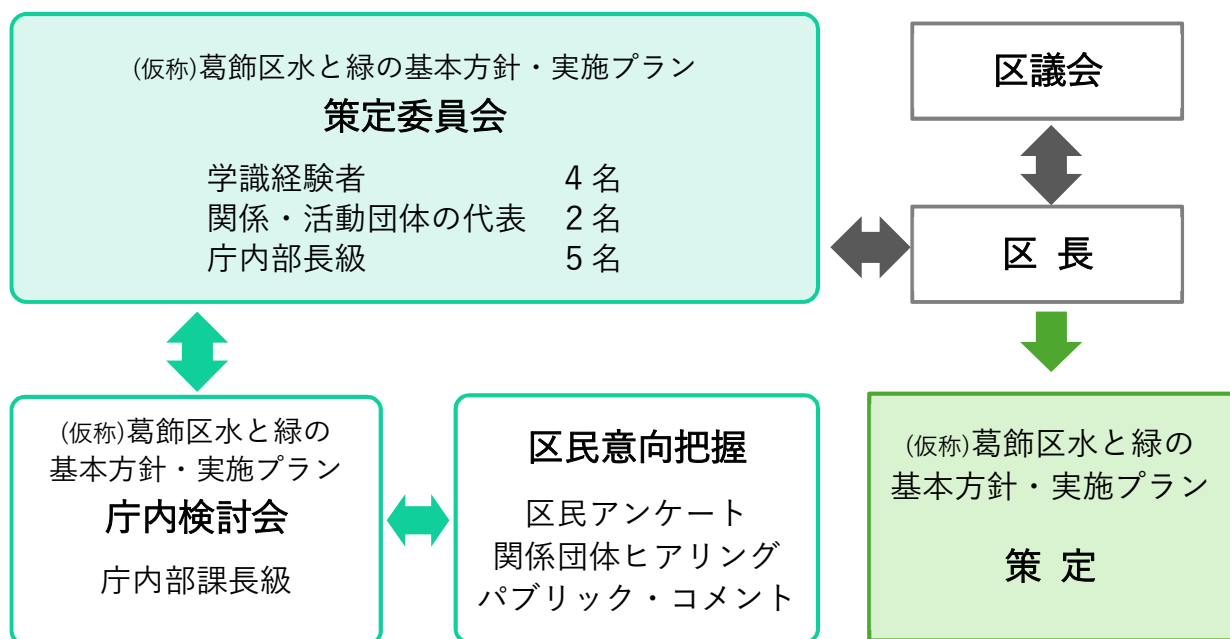 (仮称)葛飾区水と緑の基本方針・実施プラン
策定委員会
学識経験者 4名
関係・活動団体の代表 2名
庁内部長級 5名
区議会
区 長
(仮称)葛飾区水と緑の
基本方針・実施プラン
庁内検討会
庁内部課長級
区民意向把握
区民アンケート
関係団体ヒアリング
パブリック・コメント
(仮称)葛飾区水と緑の
基本方針・実施プラン
策 定